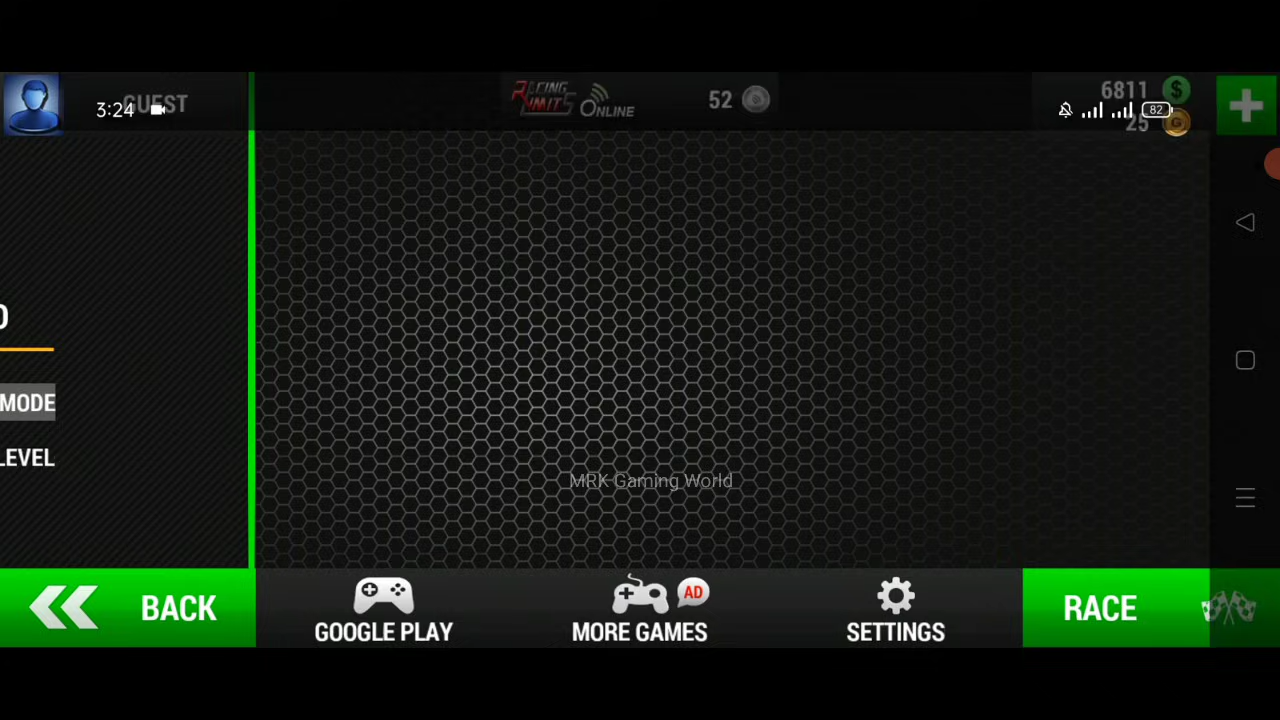 GUEST
3:24
RACING
LIMITS
ONLINE
52
6811
82
25
MODE
LEVEL
MRK Gaming World
BACK
GOOGLE PLAY
AD
MORE GAMES
SETTINGS
RACE